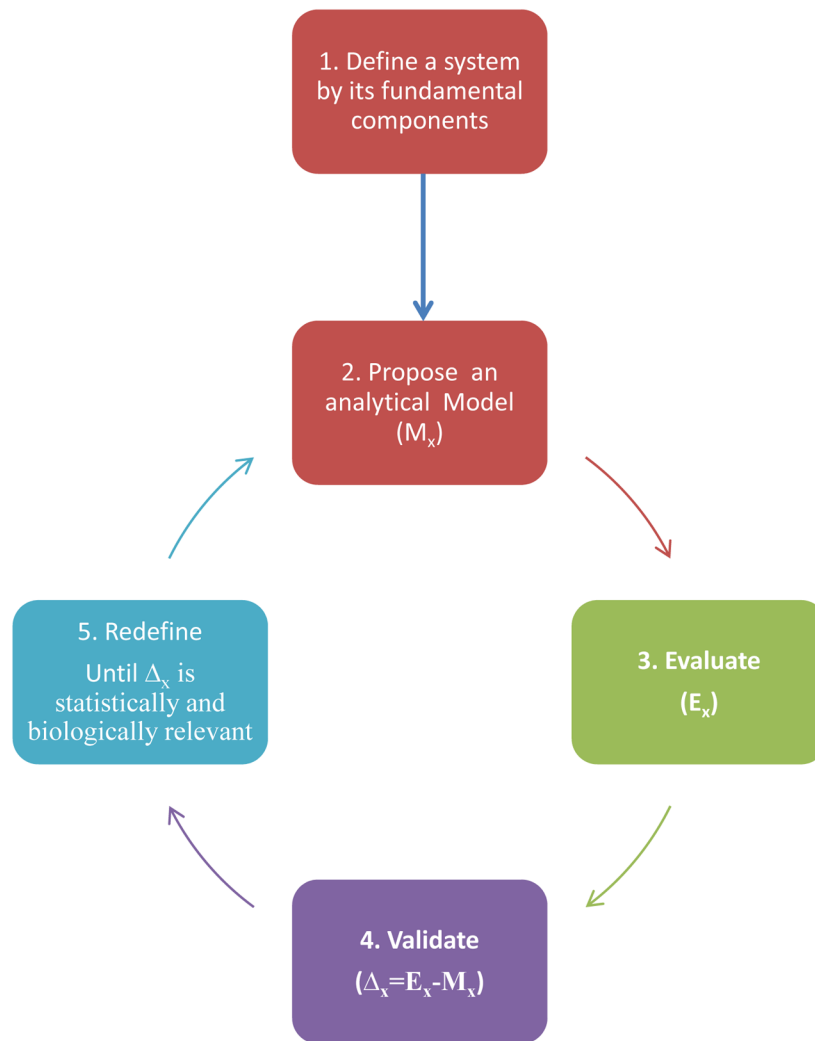 1. Define a system
by its fundamental
components
2. Propose an
analytical Model
(Mₓ)
3. Evaluate
(Eₓ)
4. Validate
(Δₓ=Eₓ-Mₓ)
5. Redefine
Until Δₓ is
statistically and
biologically relevant